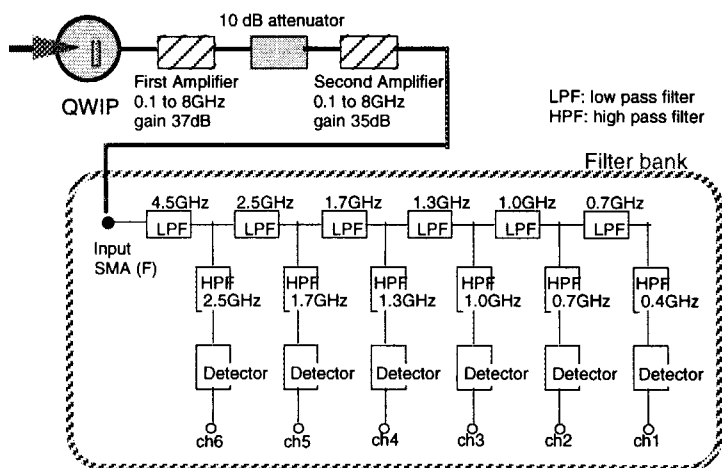 10 dB attenuator
QWIP
First Amplifier
0.1 to 8GHz
gain 37dB
Second Amplifier
0.1 to 8GHz
gain 35dB
LPF: low pass filter
HPF: high pass filter
Filter bank
4.5GHz
2.5GHz
1.7GHz
1.3GHz
1.0GHz
0.7GHz
LPF
LPF
LPF
LPF
LPF
LPF
Input
SMA (F)
HPF
2.5GHz
HPF
1.7GHz
HPF
1.3GHz
HPF
1.0GHz
HPF
0.7GHz
HPF
0.4GHz
Detector
Detector
Detector
Detector
Detector
Detector
ch6
ch5
ch4
ch3
ch2
ch1